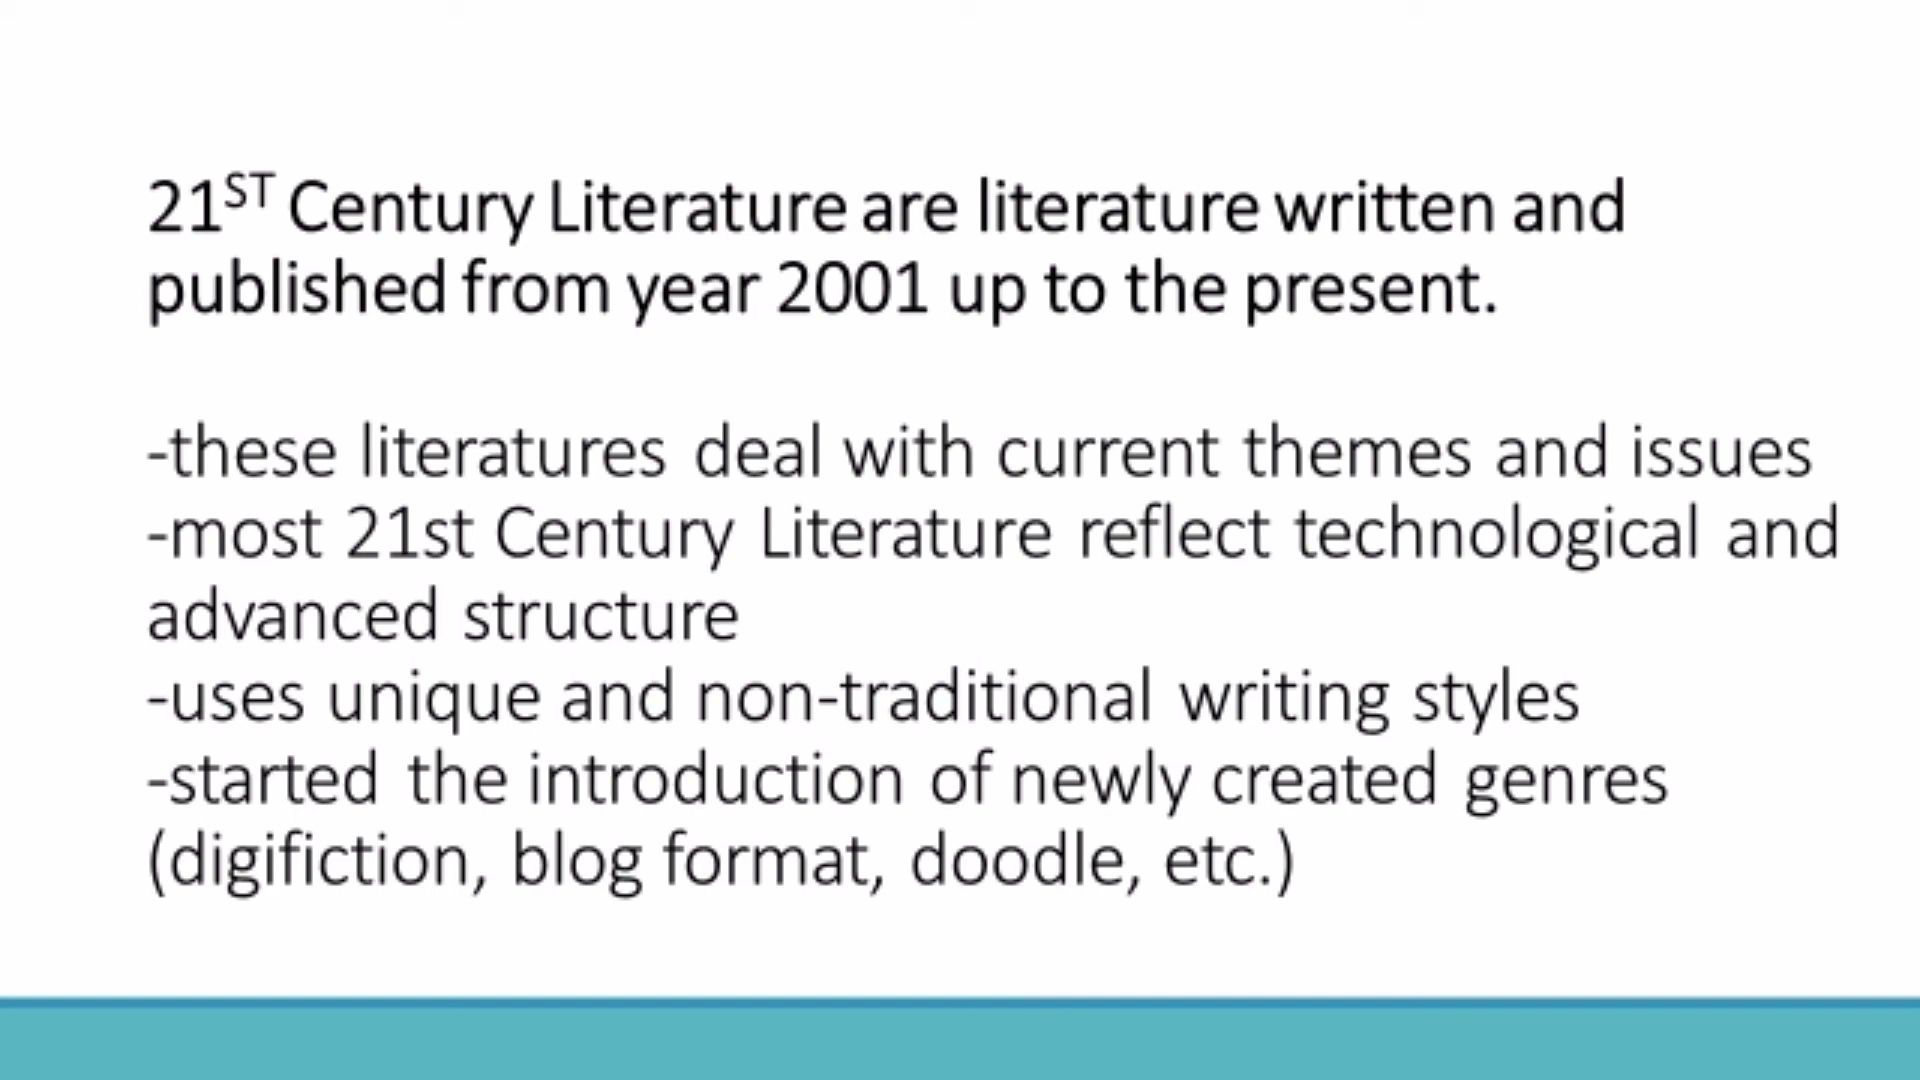 21ST Century Literature are literature written and
published from year 2001 up to the present.
-these literatures deal with current themes and issues
-most 21st Century Literature reflect technological and
advanced structure
-uses unique and non-traditional writing styles
-started the introduction of newly created genres
(digifiction, blog format, doodle, etc.)